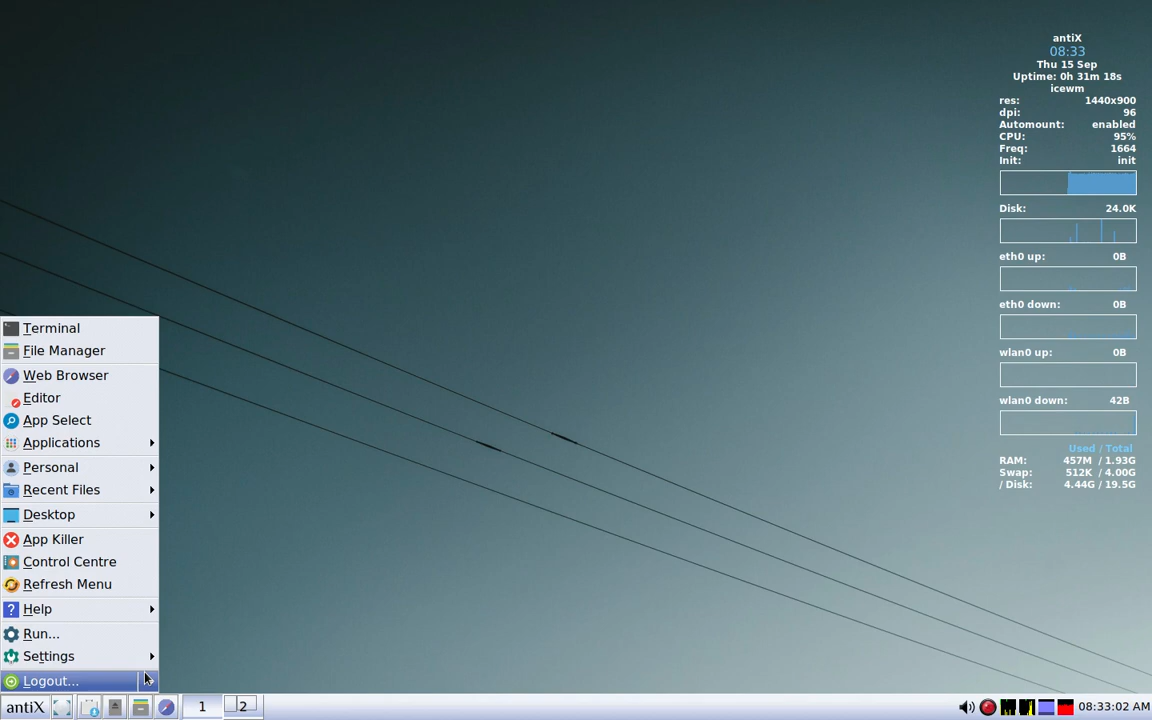 antiX
08:33
Thu 15 Sep
Uptime: 0h 31m 18s
icewm
res: 1440x900
dpi: 96
Automount: enabled
CPU: 95%
Freq: 1664
Init: init
Disk: 24.0K
eth0 up: 0B
eth0 down: 0B
wlan0 up: 0B
wlan0 down: 42B
Used / Total
RAM: 457M / 1.93G
Swap: 512K / 4.00G
/ Disk: 4.44G / 19.5G
Terminal
File Manager
Web Browser
Editor
App Select
Applications
Personal
Recent Files
Desktop
App Killer
Control Centre
Refresh Menu
Help
Run...
Settings
Logout...
antiX 1 2 08:33:02 AM